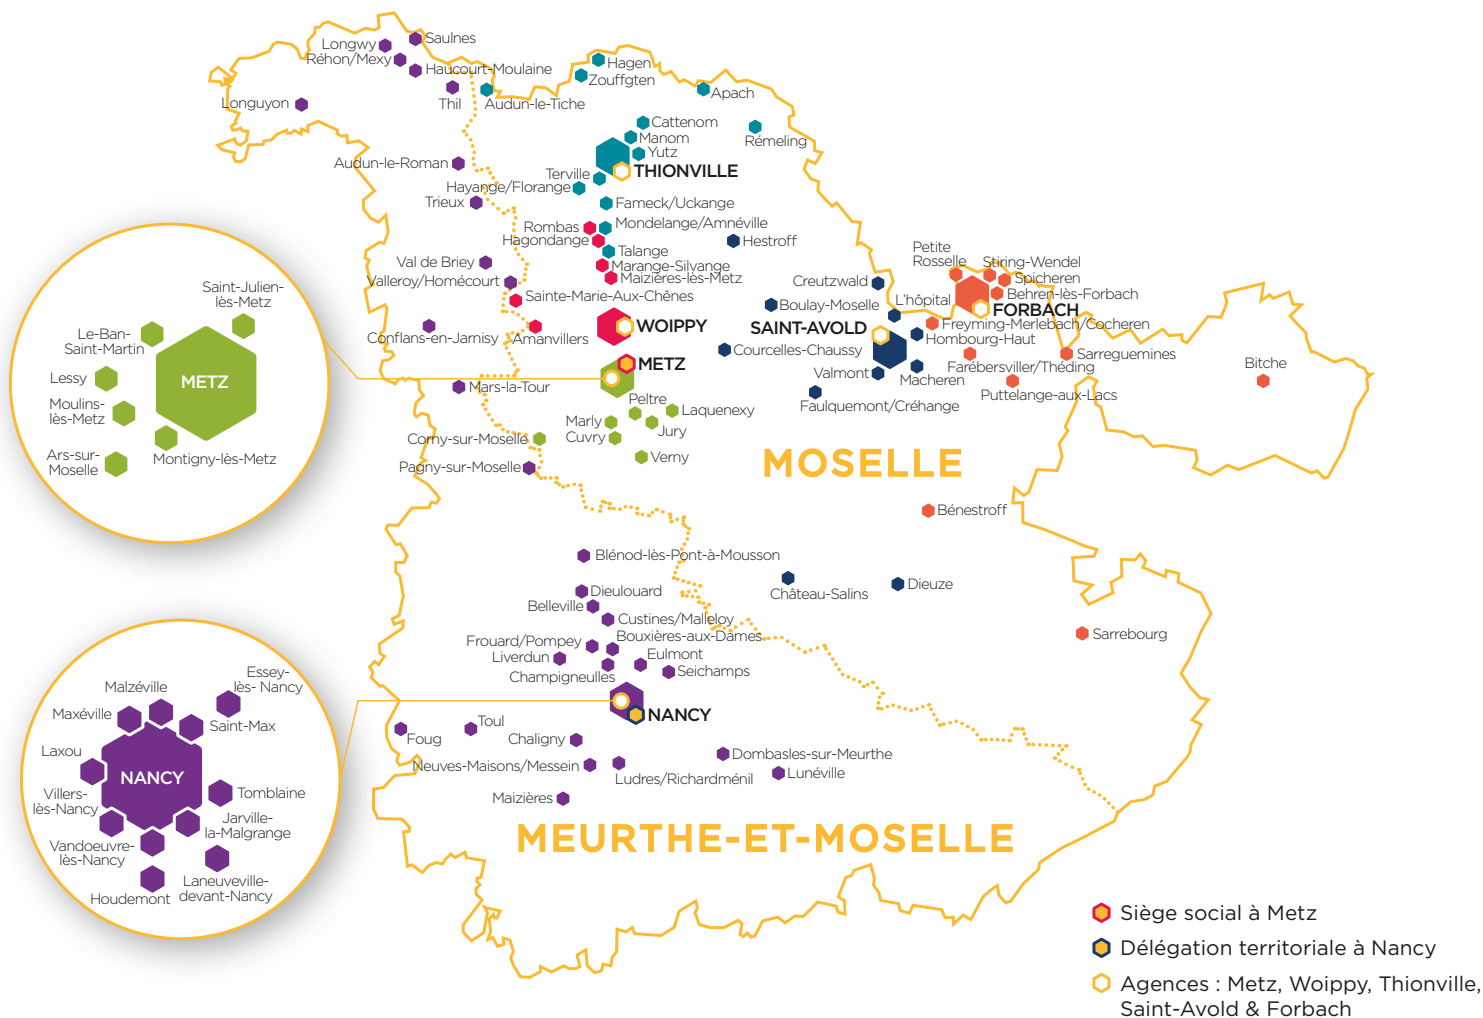 Longwy
Saulnes
Réhon/Mexy
Haucourt-Moulaine
Longuyon
Thil
Audun-le-Tiche
Hagen
Zouffgten
Apach
Cattenom
Manom
Yutz
Rémeling
THIONVILLE
Audun-le-Roman
Terville
Hayange/Florange
Trieux
Fameck/Uckange
Rombas
Mondelange/Amnéville
Hagondange
Talange
Hestroff
Val de Briey
Marange-Silvange
Maizières-lès-Metz
Valleroy/Homécourt
Sainte-Marie-Aux-Chênes
Petite
Rosselle
Stiring-Wendel
Spicheren
Creutzwald
Behren-lès-Forbach
L'hôpital
FORBACH
Boulay-Moselle
WOIPPY
SAINT-AVOLD
Freyming-Merlebach/Cocheren
Conflans-en-Jarnisy
Amanvillers
Hombourg-Haut
Courcelles-Chaussy
METZ
Sarreguemines
Farébersviller/Théding
Bitche
Valmont
Macheren
Puttelange-aux-Lacs
Mars-la-Tour
Faulquemont/Créhange
Peltre
Laquenexy
Marly
Jury
Cuvry
Corny-sur-Moselle
Verny
Pagny-sur-Moselle
MOSELLE
Saint-Julien-
lès-Metz
Le-Ban-
Saint-Martin
METZ
Lessy
Moulins-
lès-Metz
Ars-sur-
Moselle
Montigny-lès-Metz
Bénestroff
Blénod-lès-Pont-à-Mousson
Dieulouard
Château-Salins
Dieuze
Belleville
Custines/Malleloy
Sarrebourg
Frouard/Pompey
Bouxières-aux-Dames
Liverdun
Eulmont
Champigneulles
Seichamps
NANCY
Foug
Toul
Chaligny
Dombasles-sur-Meurthe
Neuves-Maisons/Messein
Ludres/Richardménil
Lunéville
Maizières
MEURTHE-ET-MOSELLE
Essey-
lès- Nancy
Malzéville
Maxéville
Saint-Max
Laxou
NANCY
Villers-
lès-Nancy
Tomblaine
Jarville-
la-Malgrange
Vandoeuvre-
lès-Nancy
Laneuveville-
devant-Nancy
Houdemont
Siège social à Metz
Délégation territoriale à Nancy
Agences : Metz, Woippy, Thionville,
Saint-Avold & Forbach